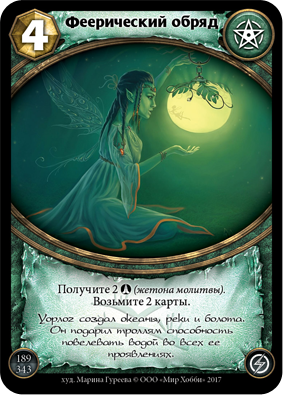 Феерический обряд
4
Получите 2 (жетона молитвы).
Возьмите 2 карты.
Уорлог создал океаны, реки и болота.
Он подарил троллям способность
повелевать водой во всех ее
проявлениях.
189
343
худ. Марина Гуреева © ООО «Мир Хобби» 2017